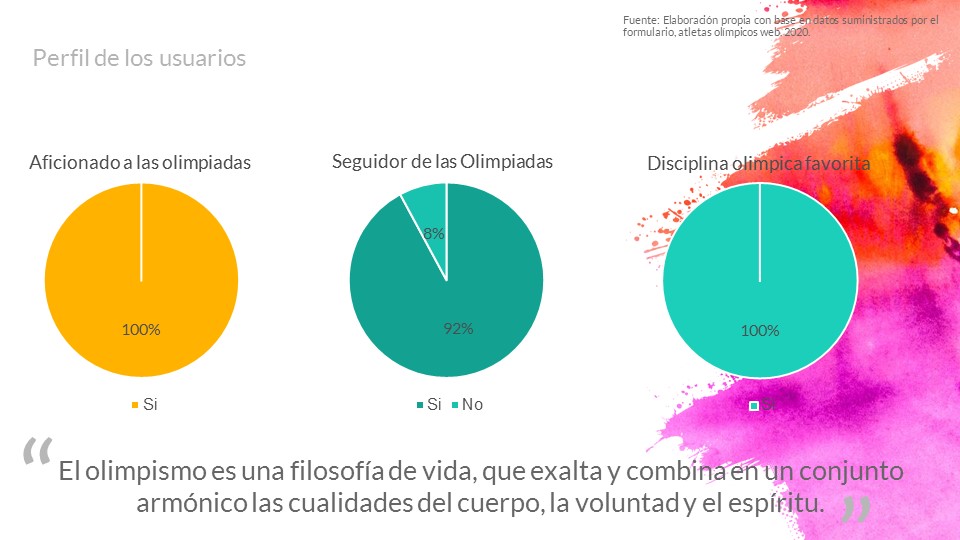 Fuente: Elaboración propia con base en datos suministrados por el
formulario, atletas olímpicos web, 2020.
Perfil de los usuarios
Aficionado a las olimpiadas
100%
Si
Seguidor de las Olimpiadas
8%
92%
Si No
Disciplina olimpica favorita
100%
Si
“ El olimpismo es una filosofía de vida, que exalta y combina en un conjunto
armónico las cualidades del cuerpo, la voluntad y el espíritu. ”